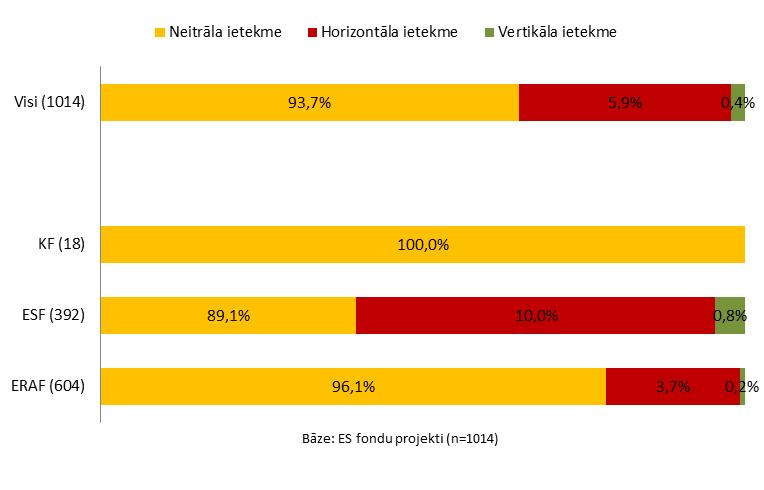 Neitrāla ietekme Horizontāla ietekme Vertikāla ietekme
Visi (1014) 93,7% 5,9% 0,4%
KF (18) 100,0%
ESF (392) 89,1% 10,0% 0,8%
ERAF (604) 96,1% 3,7% 0,2%
Bāze: ES fondu projekti (n=1014)